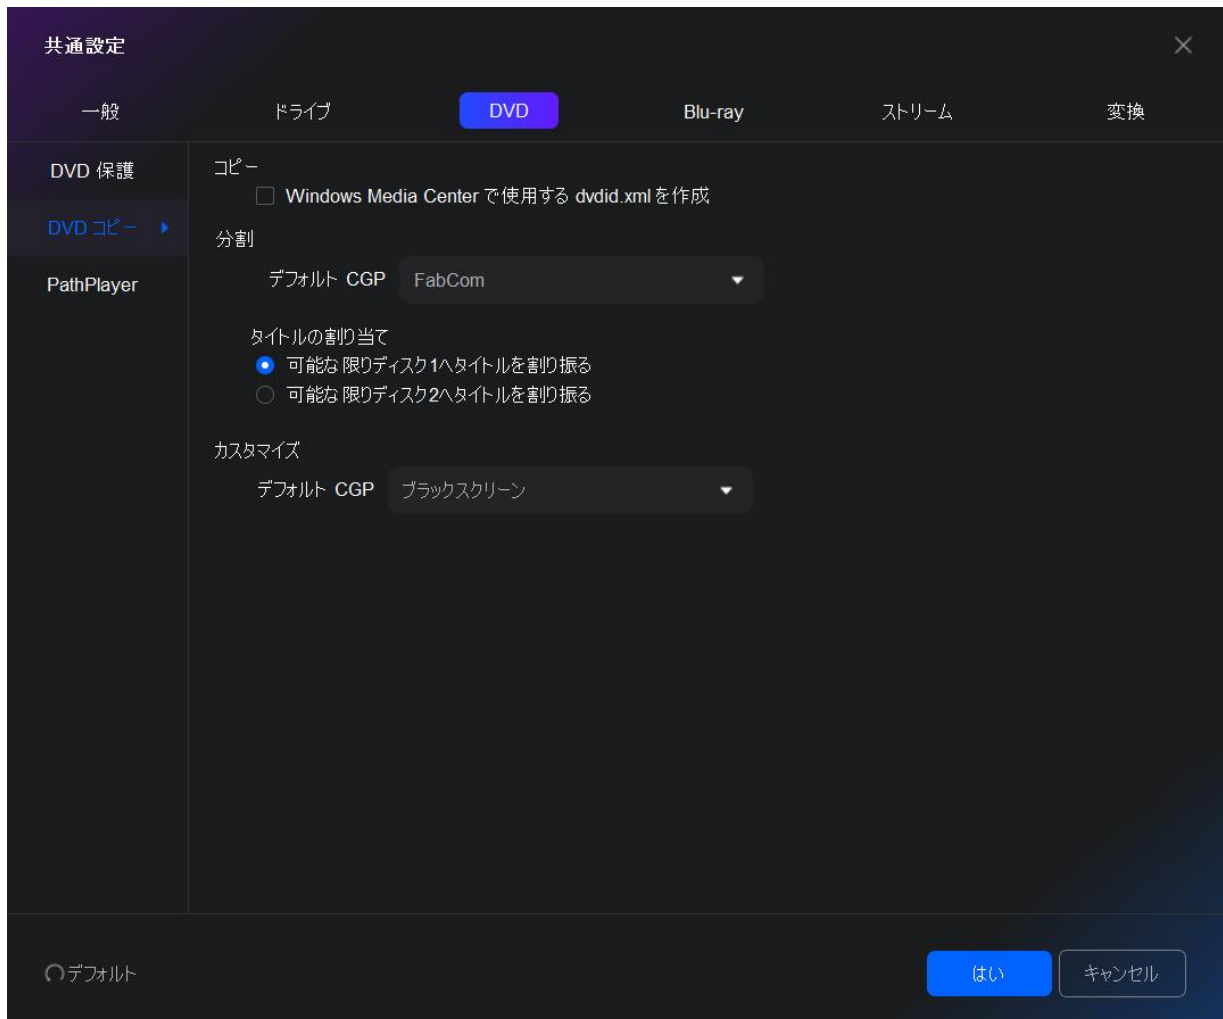 共通設定
一般 ドライブ DVD Blu-ray ストリーム 変換
DVD 保護
DVD コピー
PathPlayer
コピー
Windows Media Center で使用する dvdid.xml を作成
分割
デフォルト CGP FabCom
タイトルの割り当て
可能な限りディスク1へタイトルを割り振る
可能な限りディスク2へタイトルを割り振る
カスタマイズ
デフォルト CGP ブラックスクリーン
デフォルト
はい キャンセル